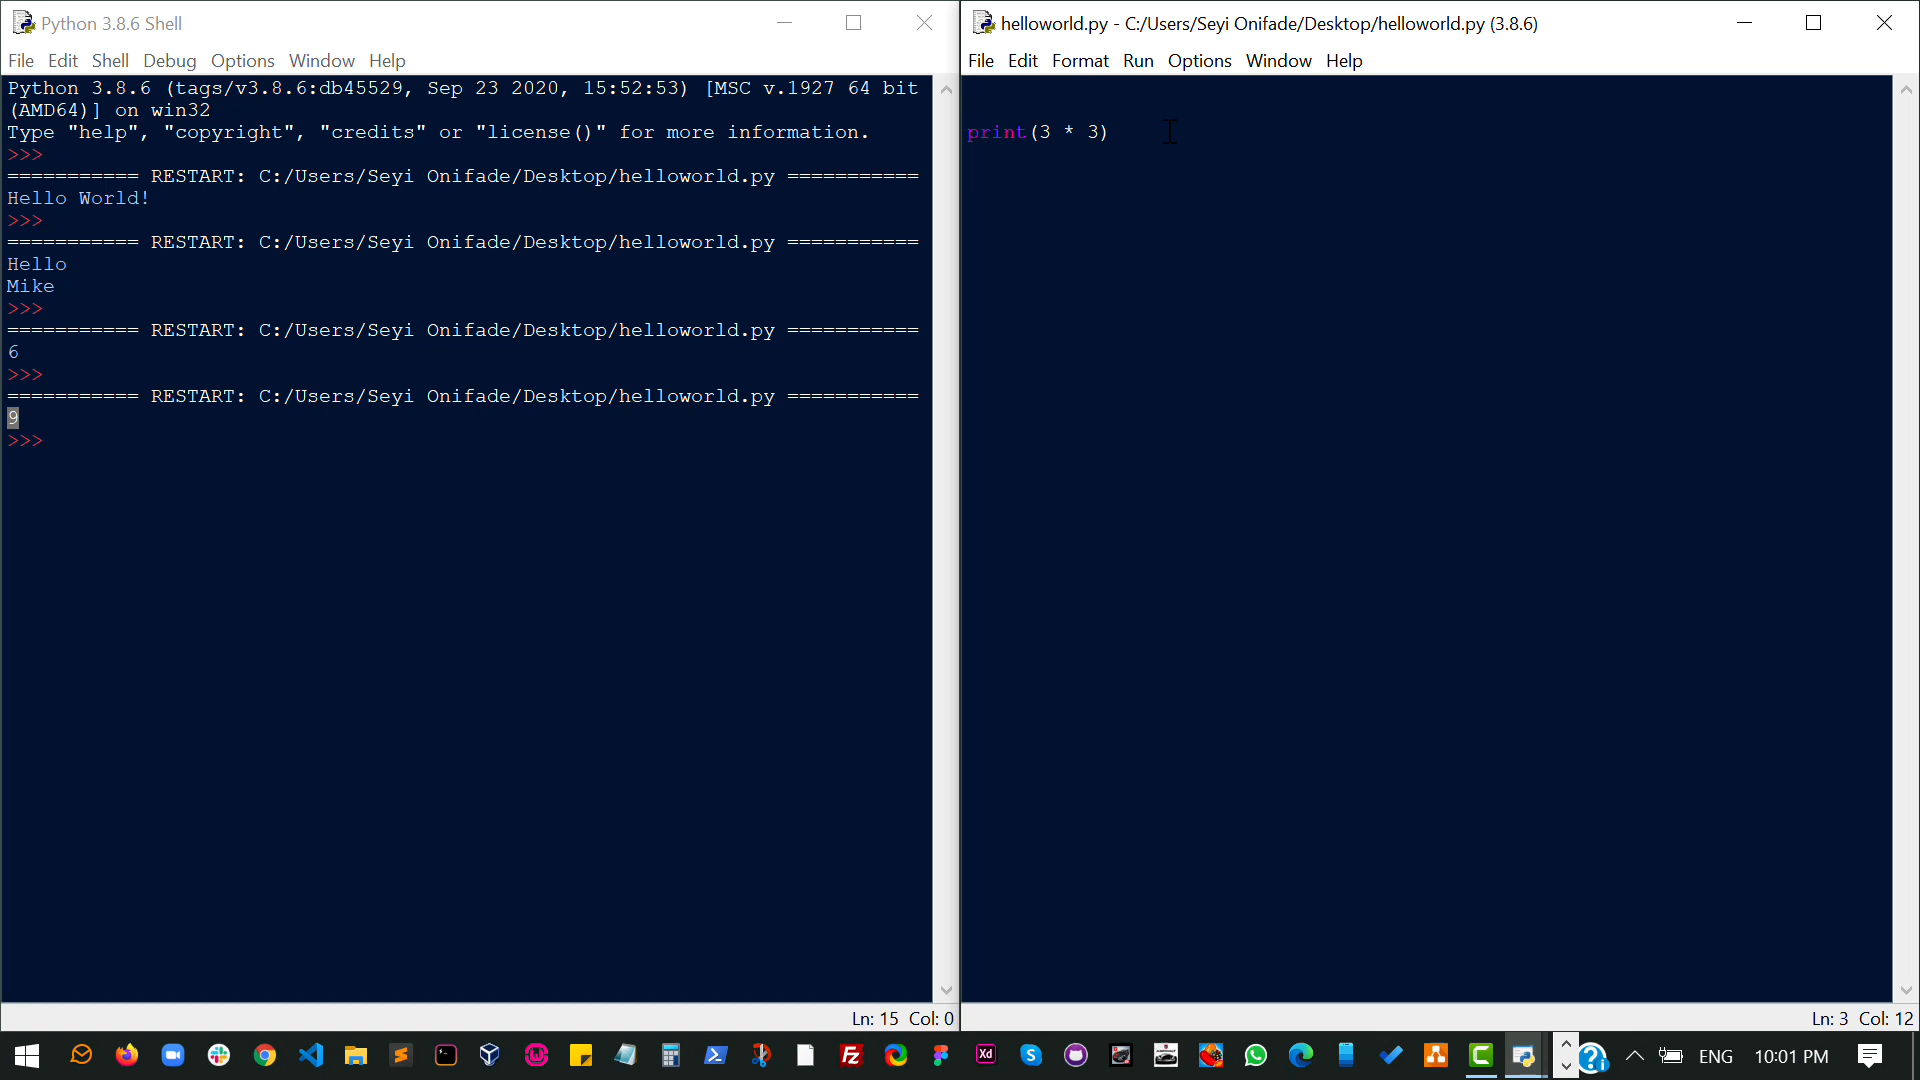 Python 3.8.6 Shell
File Edit Shell Debug Options Window Help
Python 3.8.6 (tags/v3.8.6:db45529, Sep 23 2020, 15:52:53) [MSC v.1927 64 bit
(AMD64)] on win32
Type "help", "copyright", "credits" or "license()" for more information.
>>>
=========== RESTART: C:/Users/Seyi Onifade/Desktop/helloworld.py ===========
Hello World!
>>>
=========== RESTART: C:/Users/Seyi Onifade/Desktop/helloworld.py ===========
Hello
Mike
>>>
=========== RESTART: C:/Users/Seyi Onifade/Desktop/helloworld.py ===========
6
>>>
=========== RESTART: C:/Users/Seyi Onifade/Desktop/helloworld.py ===========
9
>>>
Ln: 15 Col: 0
helloworld.py - C:/Users/Seyi Onifade/Desktop/helloworld.py (3.8.6)
File Edit Format Run Options Window Help
print(3 * 3)
Ln: 3 Col: 12
Fz
Xd
ENG
10:01 PM